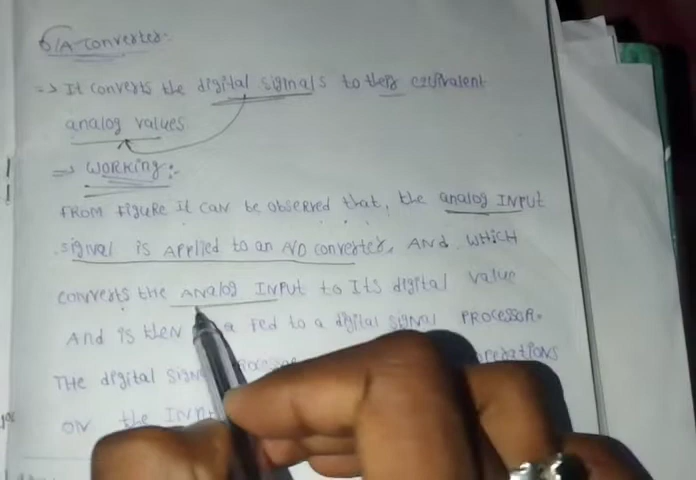 D/A converter:-
=> It converts the digital signals to their equivalent
analog values
=> WORKING:-
FROM Figure It CAN be observed that, the analog INPUT
signal is Applied to an A/D converter, AND WHICH
converts the ANalog INPUT to Its digital value
And is then a Fed to a digital signal PROCESSOR.
THE digital
ON the